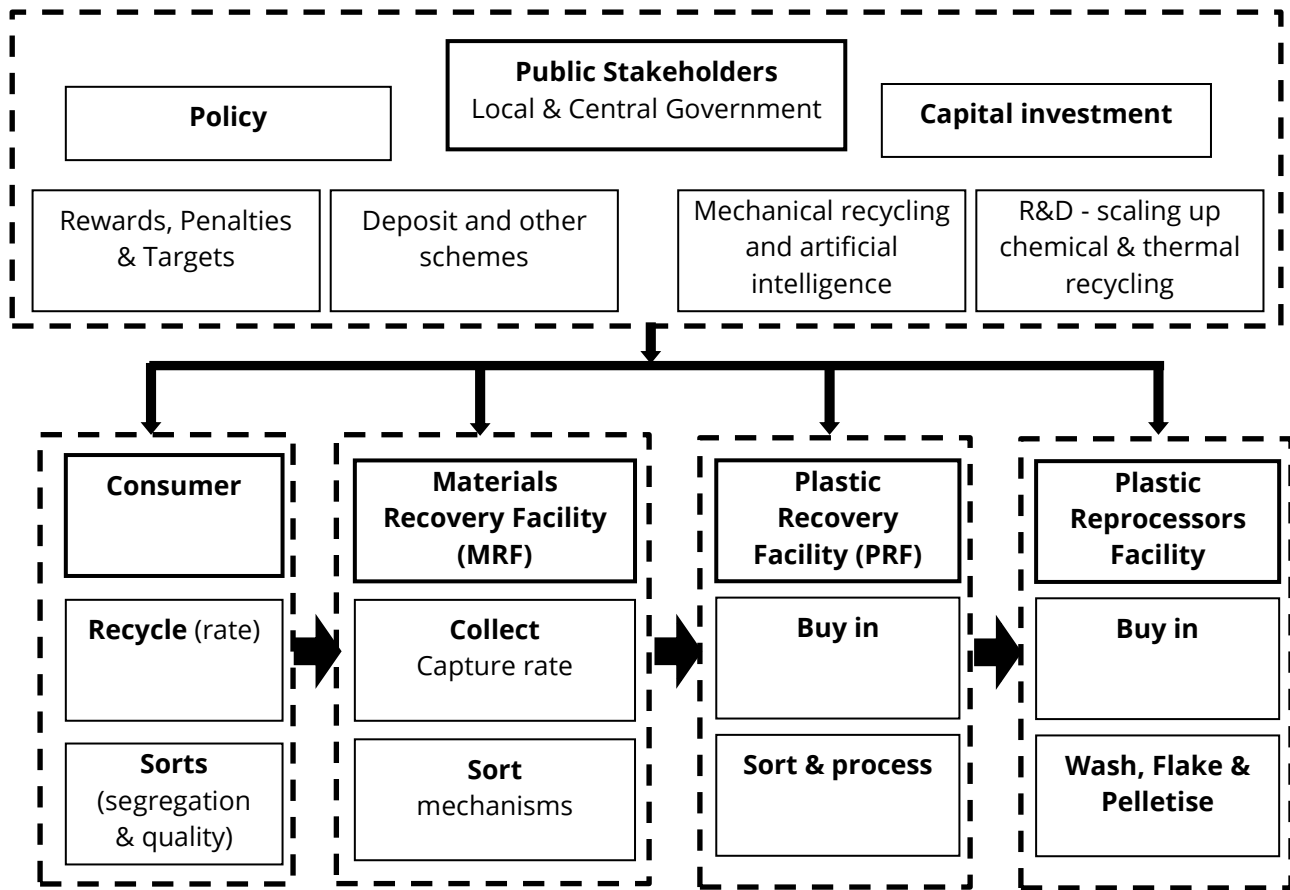 Public Stakeholders
Local & Central Government
Policy
Capital investment
Rewards, Penalties
& Targets
Deposit and other
schemes
Mechanical recycling
and artificial
intelligence
R&D - scaling up
chemical & thermal
recycling
Consumer
Recycle (rate)
Sorts
(segregation
& quality)
Materials
Recovery Facility
(MRF)
Collect
Capture rate
Sort
mechanisms
Plastic
Recovery
Facility (PRF)
Buy in
Sort & process
Plastic
Reprocessors
Facility
Buy in
Wash, Flake &
Pelletise